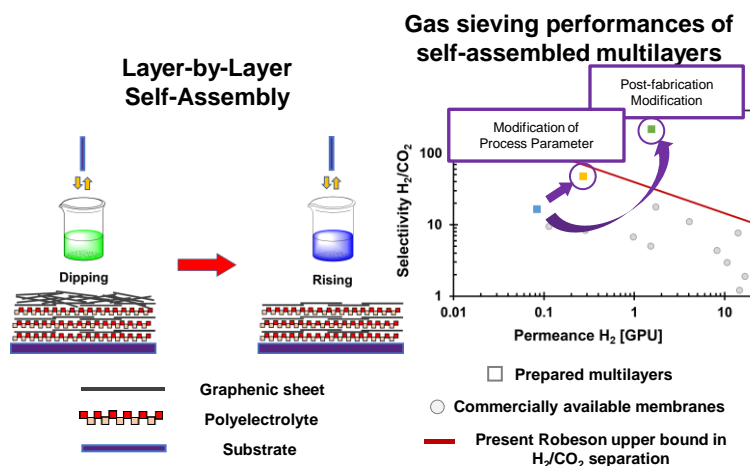 Layer-by-Layer
Self-Assembly
Dipping
Rising
Graphenic sheet
Polyelectrolyte
Substrate
Gas sieving performances of
self-assembled multilayers
Post-fabrication
Modification
Modification of
Process Parameter
Selectiivity H₂/CO₂
100
10
1
0.01
0.1
1
10
Permeance H₂ [GPU]
Prepared multilayers
Commercially available membranes
Present Robeson upper bound in
H₂/CO₂ separation